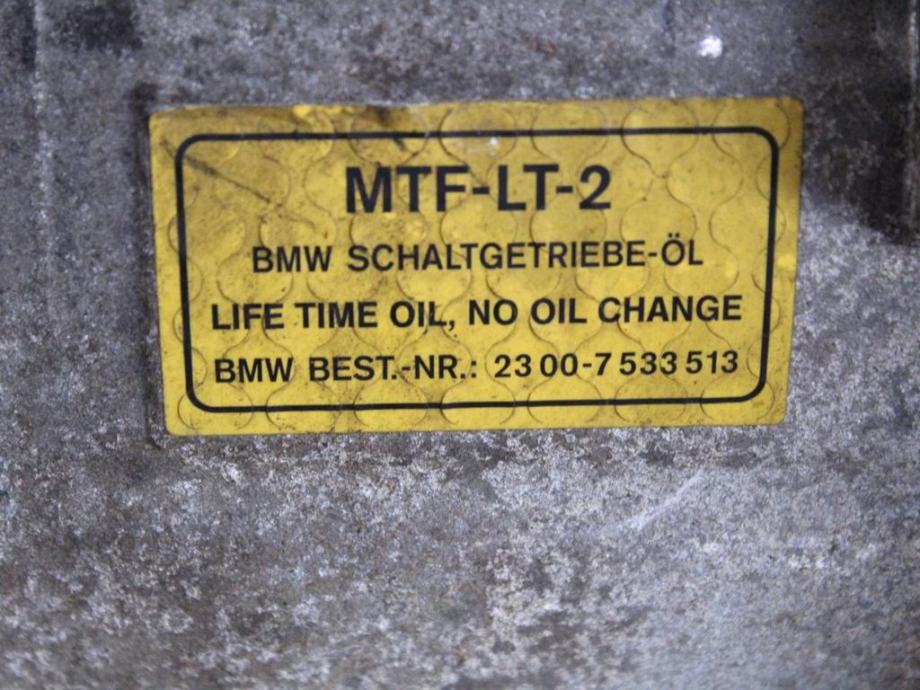 MTF-LT-2
BMW SCHALTGETRIEBE-ÖL
LIFE TIME OIL, NO OIL CHANGE
BMW BEST.-NR.: 23 00-7 533 513